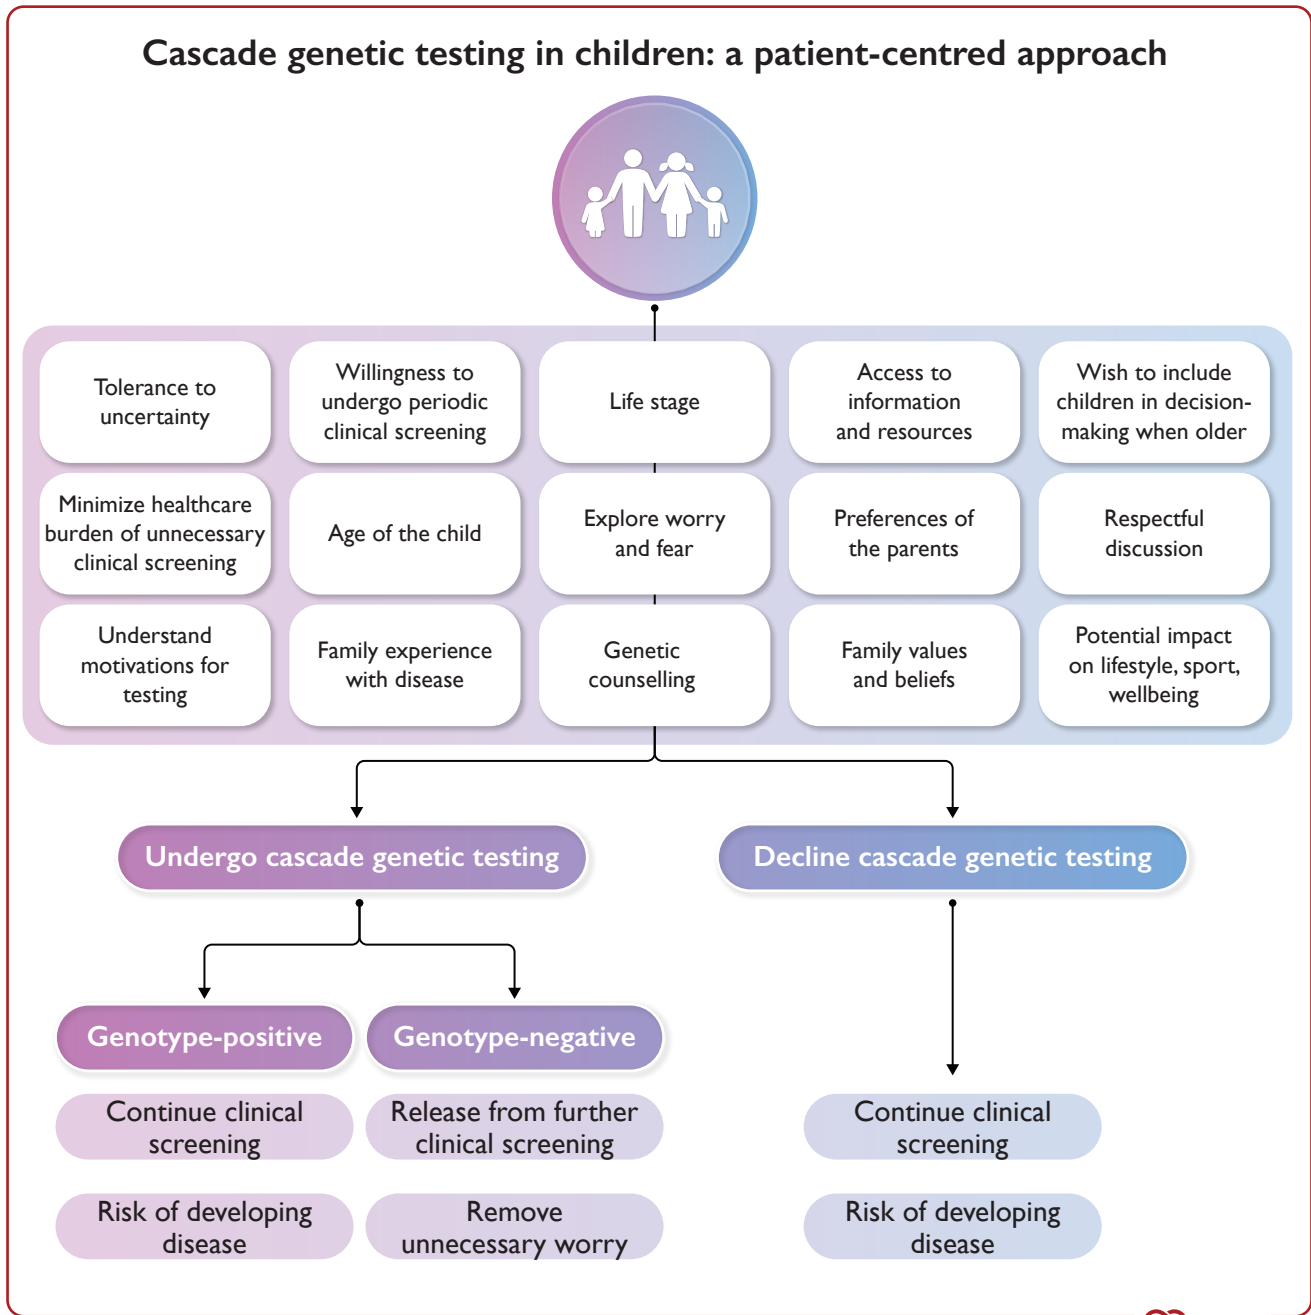 Cascade genetic testing in children: a patient-centred approach
Tolerance to
uncertainty
Willingness to
undergo periodic
clinical screening
Life stage
Access to
information
and resources
Wish to include
children in decision-
making when older
Minimize healthcare
burden of unnecessary
clinical screening
Age of the child
Explore worry
and fear
Preferences of
the parents
Respectful
discussion
Understand
motivations for
testing
Family experience
with disease
Genetic
counselling
Family values
and beliefs
Potential impact
on lifestyle, sport,
wellbeing
Undergo cascade genetic testing
Decline cascade genetic testing
Genotype-positive
Genotype-negative
Continue clinical
screening
Release from further
clinical screening
Continue clinical
screening
Risk of developing
disease
Remove
unnecessary worry
Risk of developing
disease